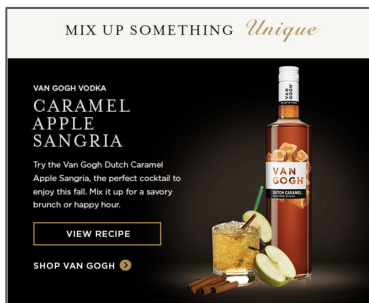 MIX UP SOMETHING Unique
VAN GOGH VODKA
CARAMEL
APPLE
SANGRIA
Try the Van Gogh Dutch Caramel
Apple Sangria, the perfect cocktail to
enjoy this fall. Mix it up for a savory
brunch or happy hour.
VIEW RECIPE
SHOP VAN GOGH
VAN
GOGH
VAN
GOGH
DUTCH CARAMEL